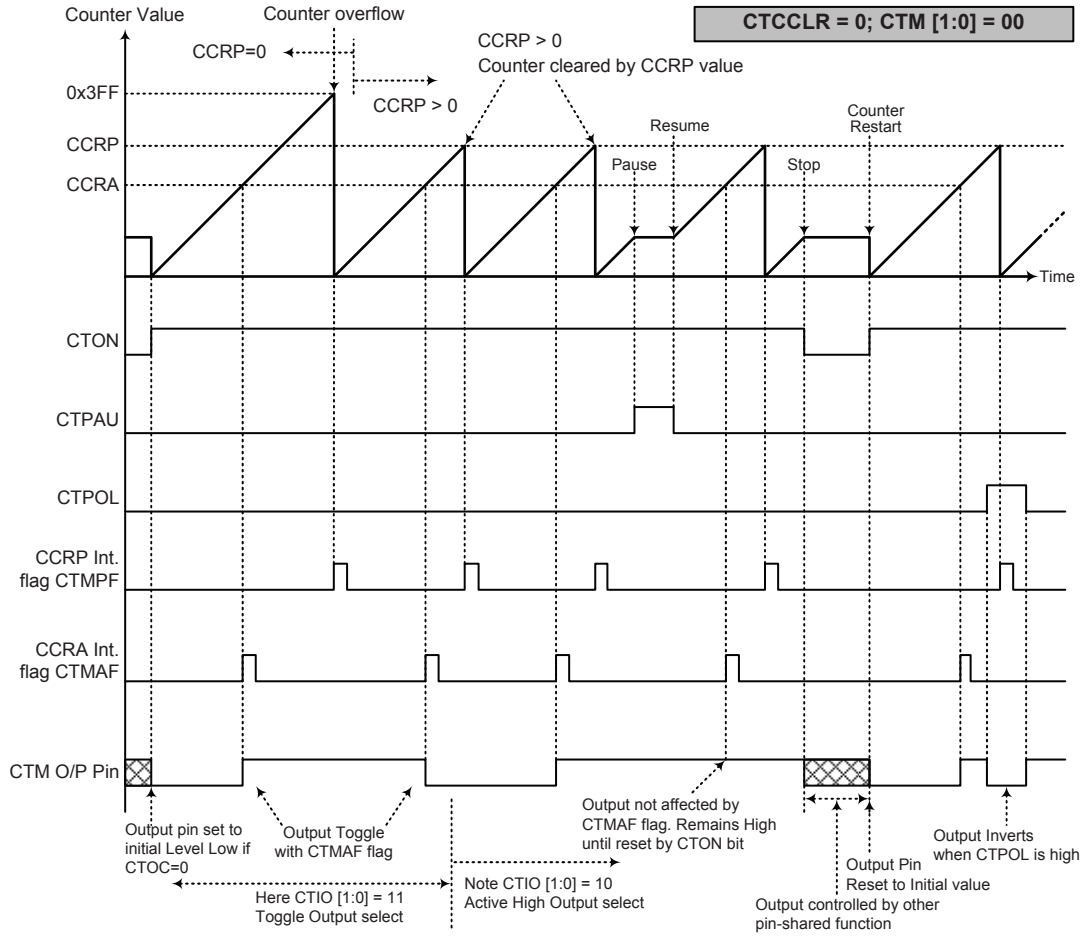 Counter Value
Counter overflow
CTCCLR = 0; CTM [1:0] = 00
CCRP=0
CCRP > 0
CCRP > 0
Counter cleared by CCRP value
0x3FF
CCRP
CCRA
Pause
Resume
Stop
Counter
Restart
Time
CTON
CTPAU
CTPOL
CCRP Int.
flag CTMPF
CCRA Int.
flag CTMAF
CTM O/P Pin
Output pin set to
initial Level Low if
CTOC=0
Output Toggle
with CTMAF flag
Output not affected by
CTMAF flag. Remains High
until reset by CTON bit
Output Inverts
when CTPOL is high
Output Pin
Reset to Initial value
Here CTIO [1:0] = 11
Toggle Output select
Note CTIO [1:0] = 10
Active High Output select
Output controlled by other
pin-shared function